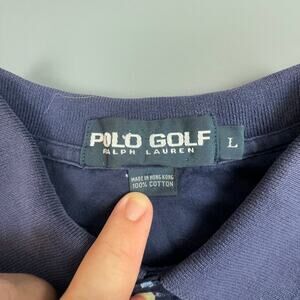 POLO GOLF
RALPH LAUREN
L
MADE IN HONG KONG
100% COTTON